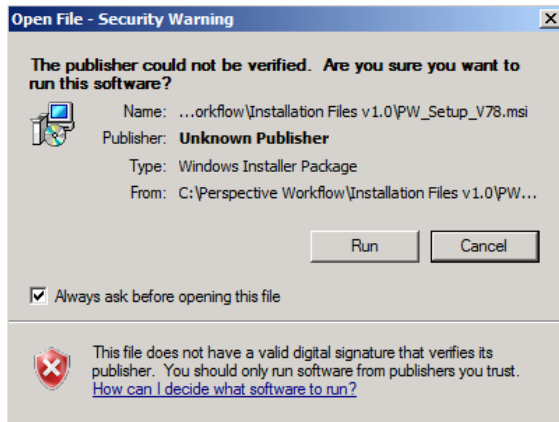 Open File - Security Warning
The publisher could not be verified. Are you sure you want to
run this software?
Name: ...orkflow\Installation Files v1.0\PW_Setup_V78.msi
Publisher: Unknown Publisher
Type: Windows Installer Package
From: C:\Perspective Workflow\Installation Files v1.0\PW...
Run Cancel
Always ask before opening this file
This file does not have a valid digital signature that verifies its
publisher. You should only run software from publishers you trust.
How can I decide what software to run?